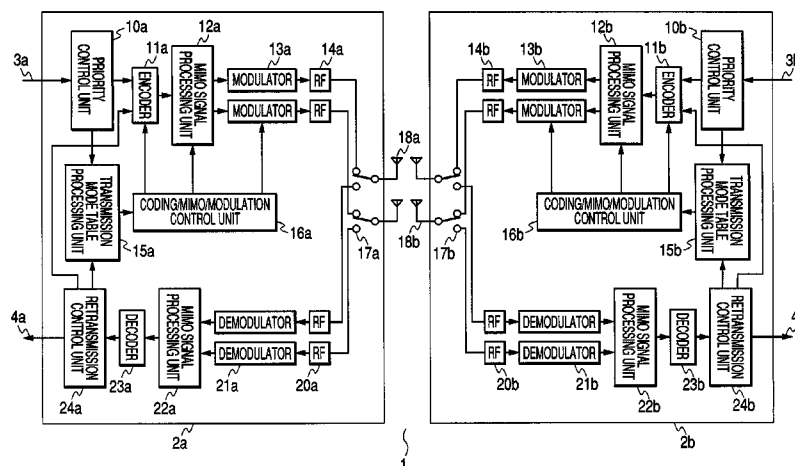 10a
12a
3a
11a
13a
14a
PRIORITY
CONTROL UNIT
ENCODER
MIMO SIGNAL
PROCESSING UNIT
MODULATOR
RF
MODULATOR
RF
18a
TRANSMISSION
MODE TABLE
PROCESSING UNIT
CODING/MIMO/MODULATION
CONTROL UNIT
15a
16a
17a
4a
RETRANSMISSION
CONTROL UNIT
DECODER
MIMO SIGNAL
PROCESSING UNIT
DEMODULATOR
RF
DEMODULATOR
RF
23a
21a
20a
24a
22a
2a
12b
10b
14b
13b
11b
RF
MODULATOR
RF
MODULATOR
MIMO SIGNAL
PROCESSING UNIT
ENCODER
PRIORITY
CONTROL UNIT
CODING/MIMO/MODULATION
CONTROL UNIT
TRANSMISSION
MODE TABLE
PROCESSING UNIT
18b
17b
16b
15b
RF
DEMODULATOR
RF
DEMODULATOR
MIMO SIGNAL
PROCESSING UNIT
DECODER
RETRANSMISSION
CONTROL UNIT
20b
21b
22b
23b
24b
2b
1